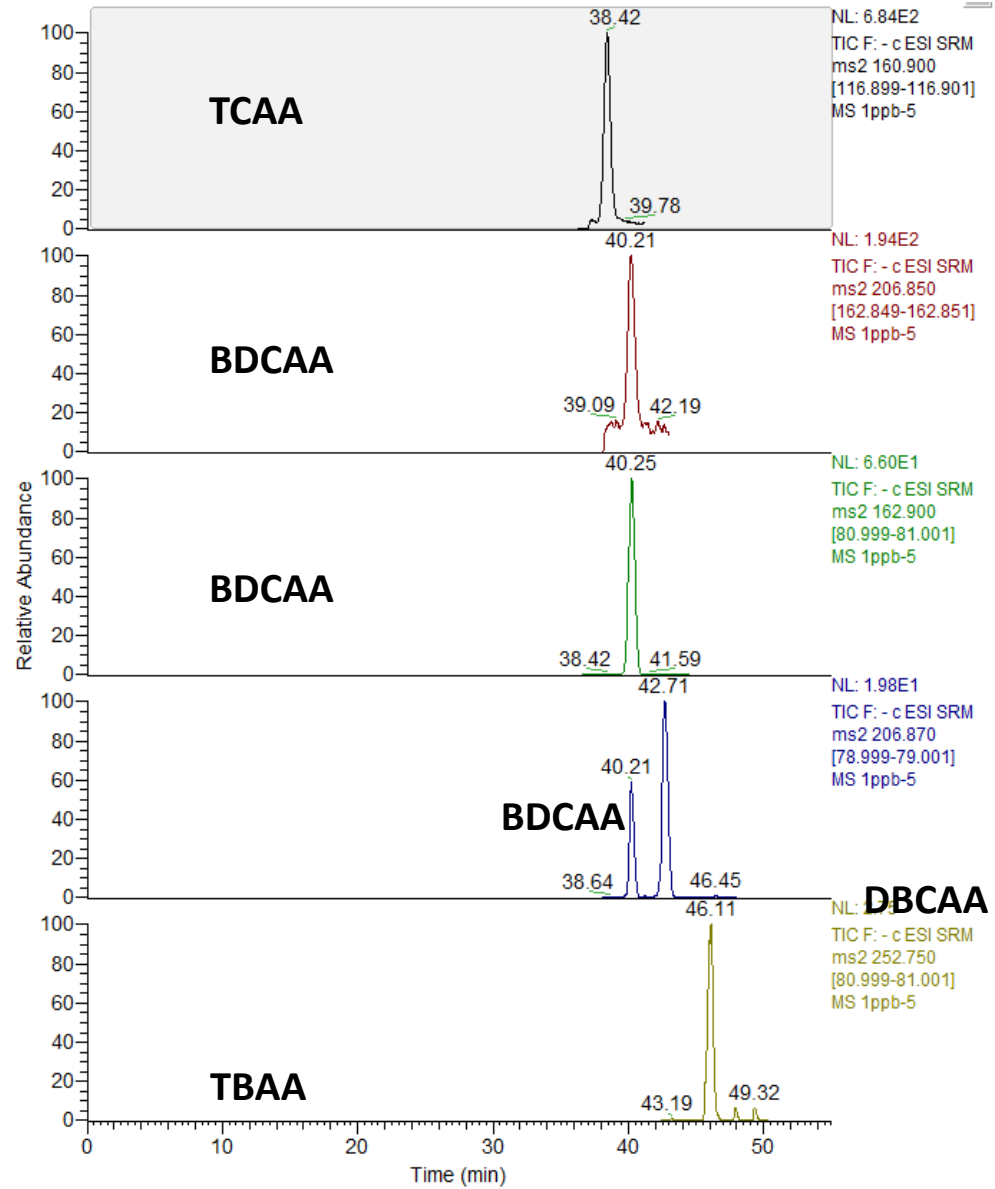 38.42
NL: 6.84E2
TIC F: - c ESI SRM
ms2 160.900
[116.899-116.901]
MS 1ppb-5
100
80
60
40
20
0
TCAA
39.78
40.21
NL: 1.94E2
TIC F: - c ESI SRM
ms2 206.850
[162.849-162.851]
MS 1ppb-5
100
80
60
40
20
0
BDCAA
39.09
42.19
40.25
NL: 6.60E1
TIC F: - c ESI SRM
ms2 162.900
[80.999-81.001]
MS 1ppb-5
100
80
60
40
20
0
BDCAA
38.42
41.59
Relative Abundance
42.71
NL: 1.98E1
TIC F: - c ESI SRM
ms2 206.870
[78.999-79.001]
MS 1ppb-5
100
80
60
40
20
0
40.21
BDCAA
38.64
46.45
DBCAA
46.11
NL:
TIC F: - c ESI SRM
ms2 252.750
[80.999-81.001]
MS 1ppb-5
100
80
60
40
20
0
TBAA
43.19
49.32
0
10
20
30
40
50
Time (min)